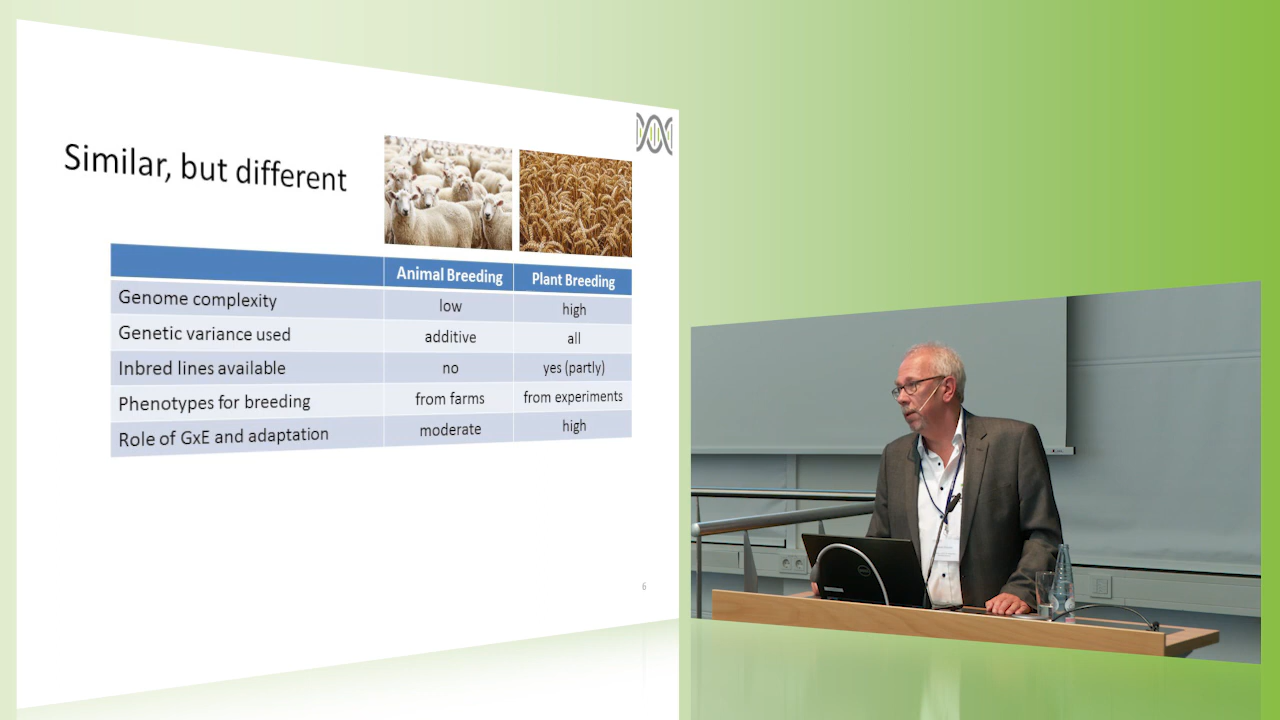 Similar, but different
Animal Breeding Plant Breeding
Genome complexity low high
Genetic variance used additive all
Inbred lines available no yes (partly)
Phenotypes for breeding from farms from experiments
Role of GxE and adaptation moderate high
6
DELL